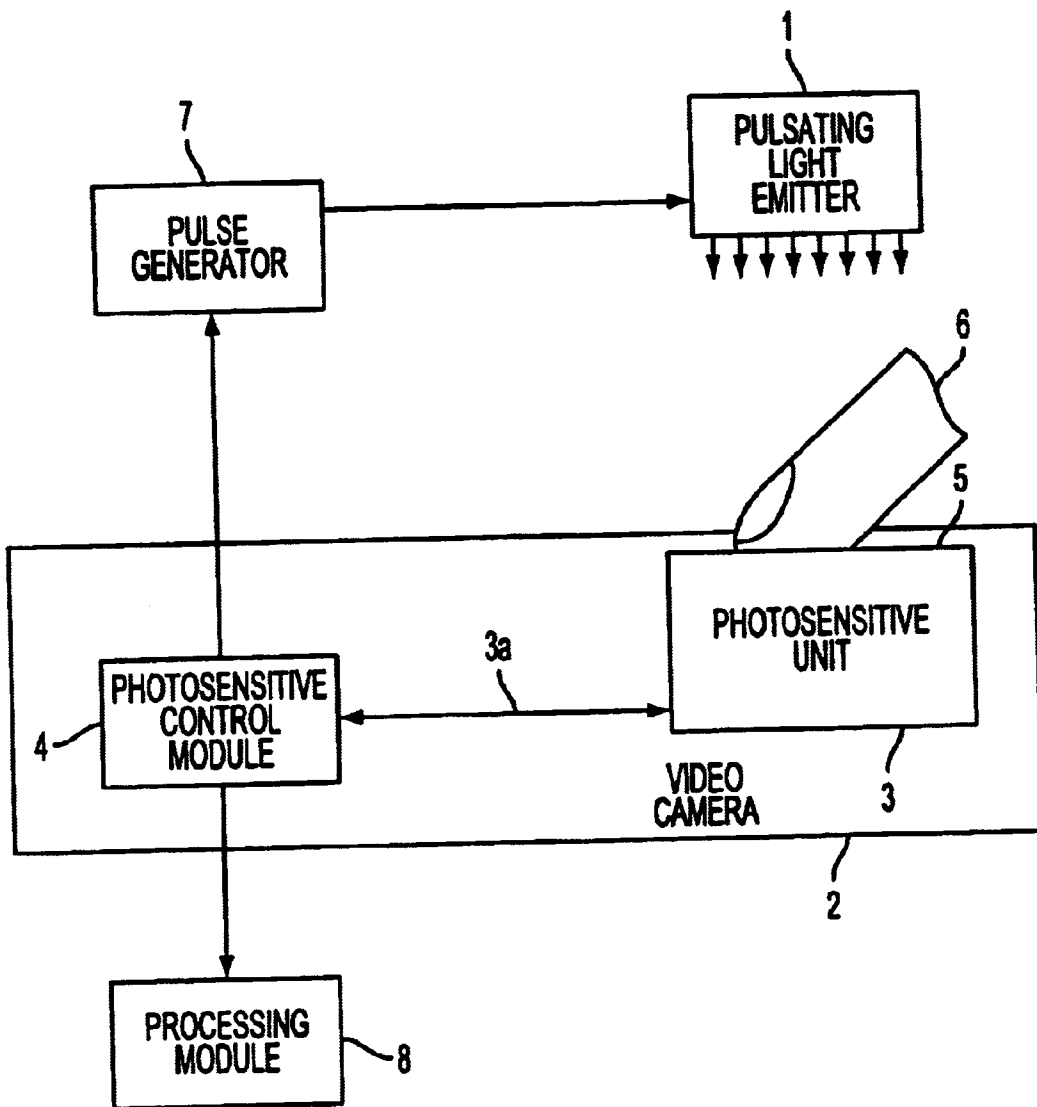 1
PULSATING
LIGHT
EMITTER
7
PULSE
GENERATOR
6
5
PHOTOSENSITIVE
UNIT
3a
PHOTOSENSITIVE
CONTROL
MODULE
4
VIDEO
CAMERA
3
2
PROCESSING
MODULE
8